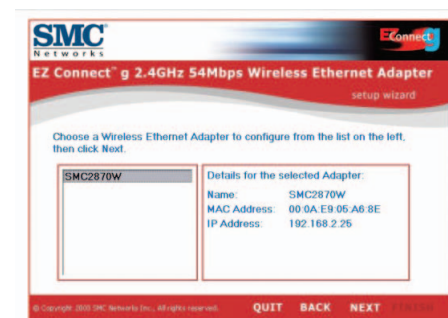 SMC
Networks
EZ Connect
EZ Connect™ g 2.4GHz 54Mbps Wireless Ethernet Adapter
setup wizard
Choose a Wireless Ethernet Adapter to configure from the list on the left,
then click Next.
SMC2870W
Details for the selected Adapter:
Name: SMC2870W
MAC Address: 00:0A:E9:05:A6:8E
IP Address: 192.168.2.25
© Copyright 2003 SMC Networks Inc., All rights reserved.
QUIT BACK NEXT FINISH